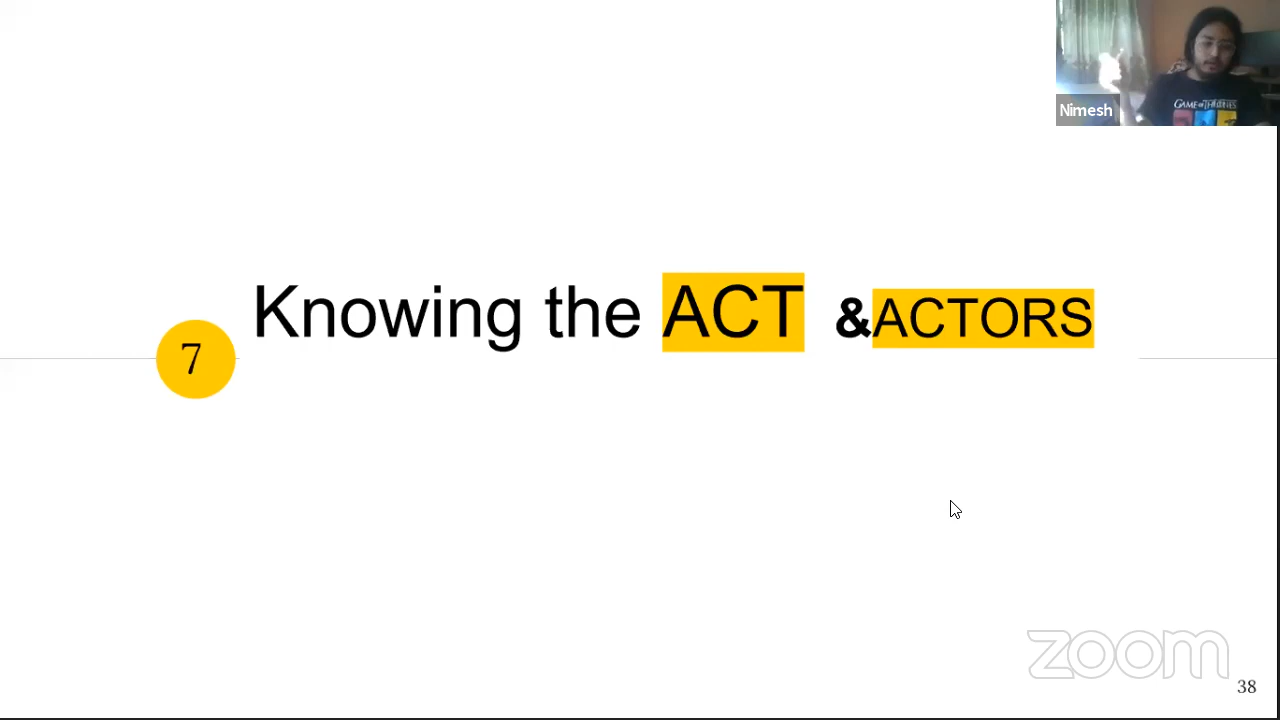 Nimesh
GAME OF THRONES
7
Knowing the ACT &ACTORS
zoom
38